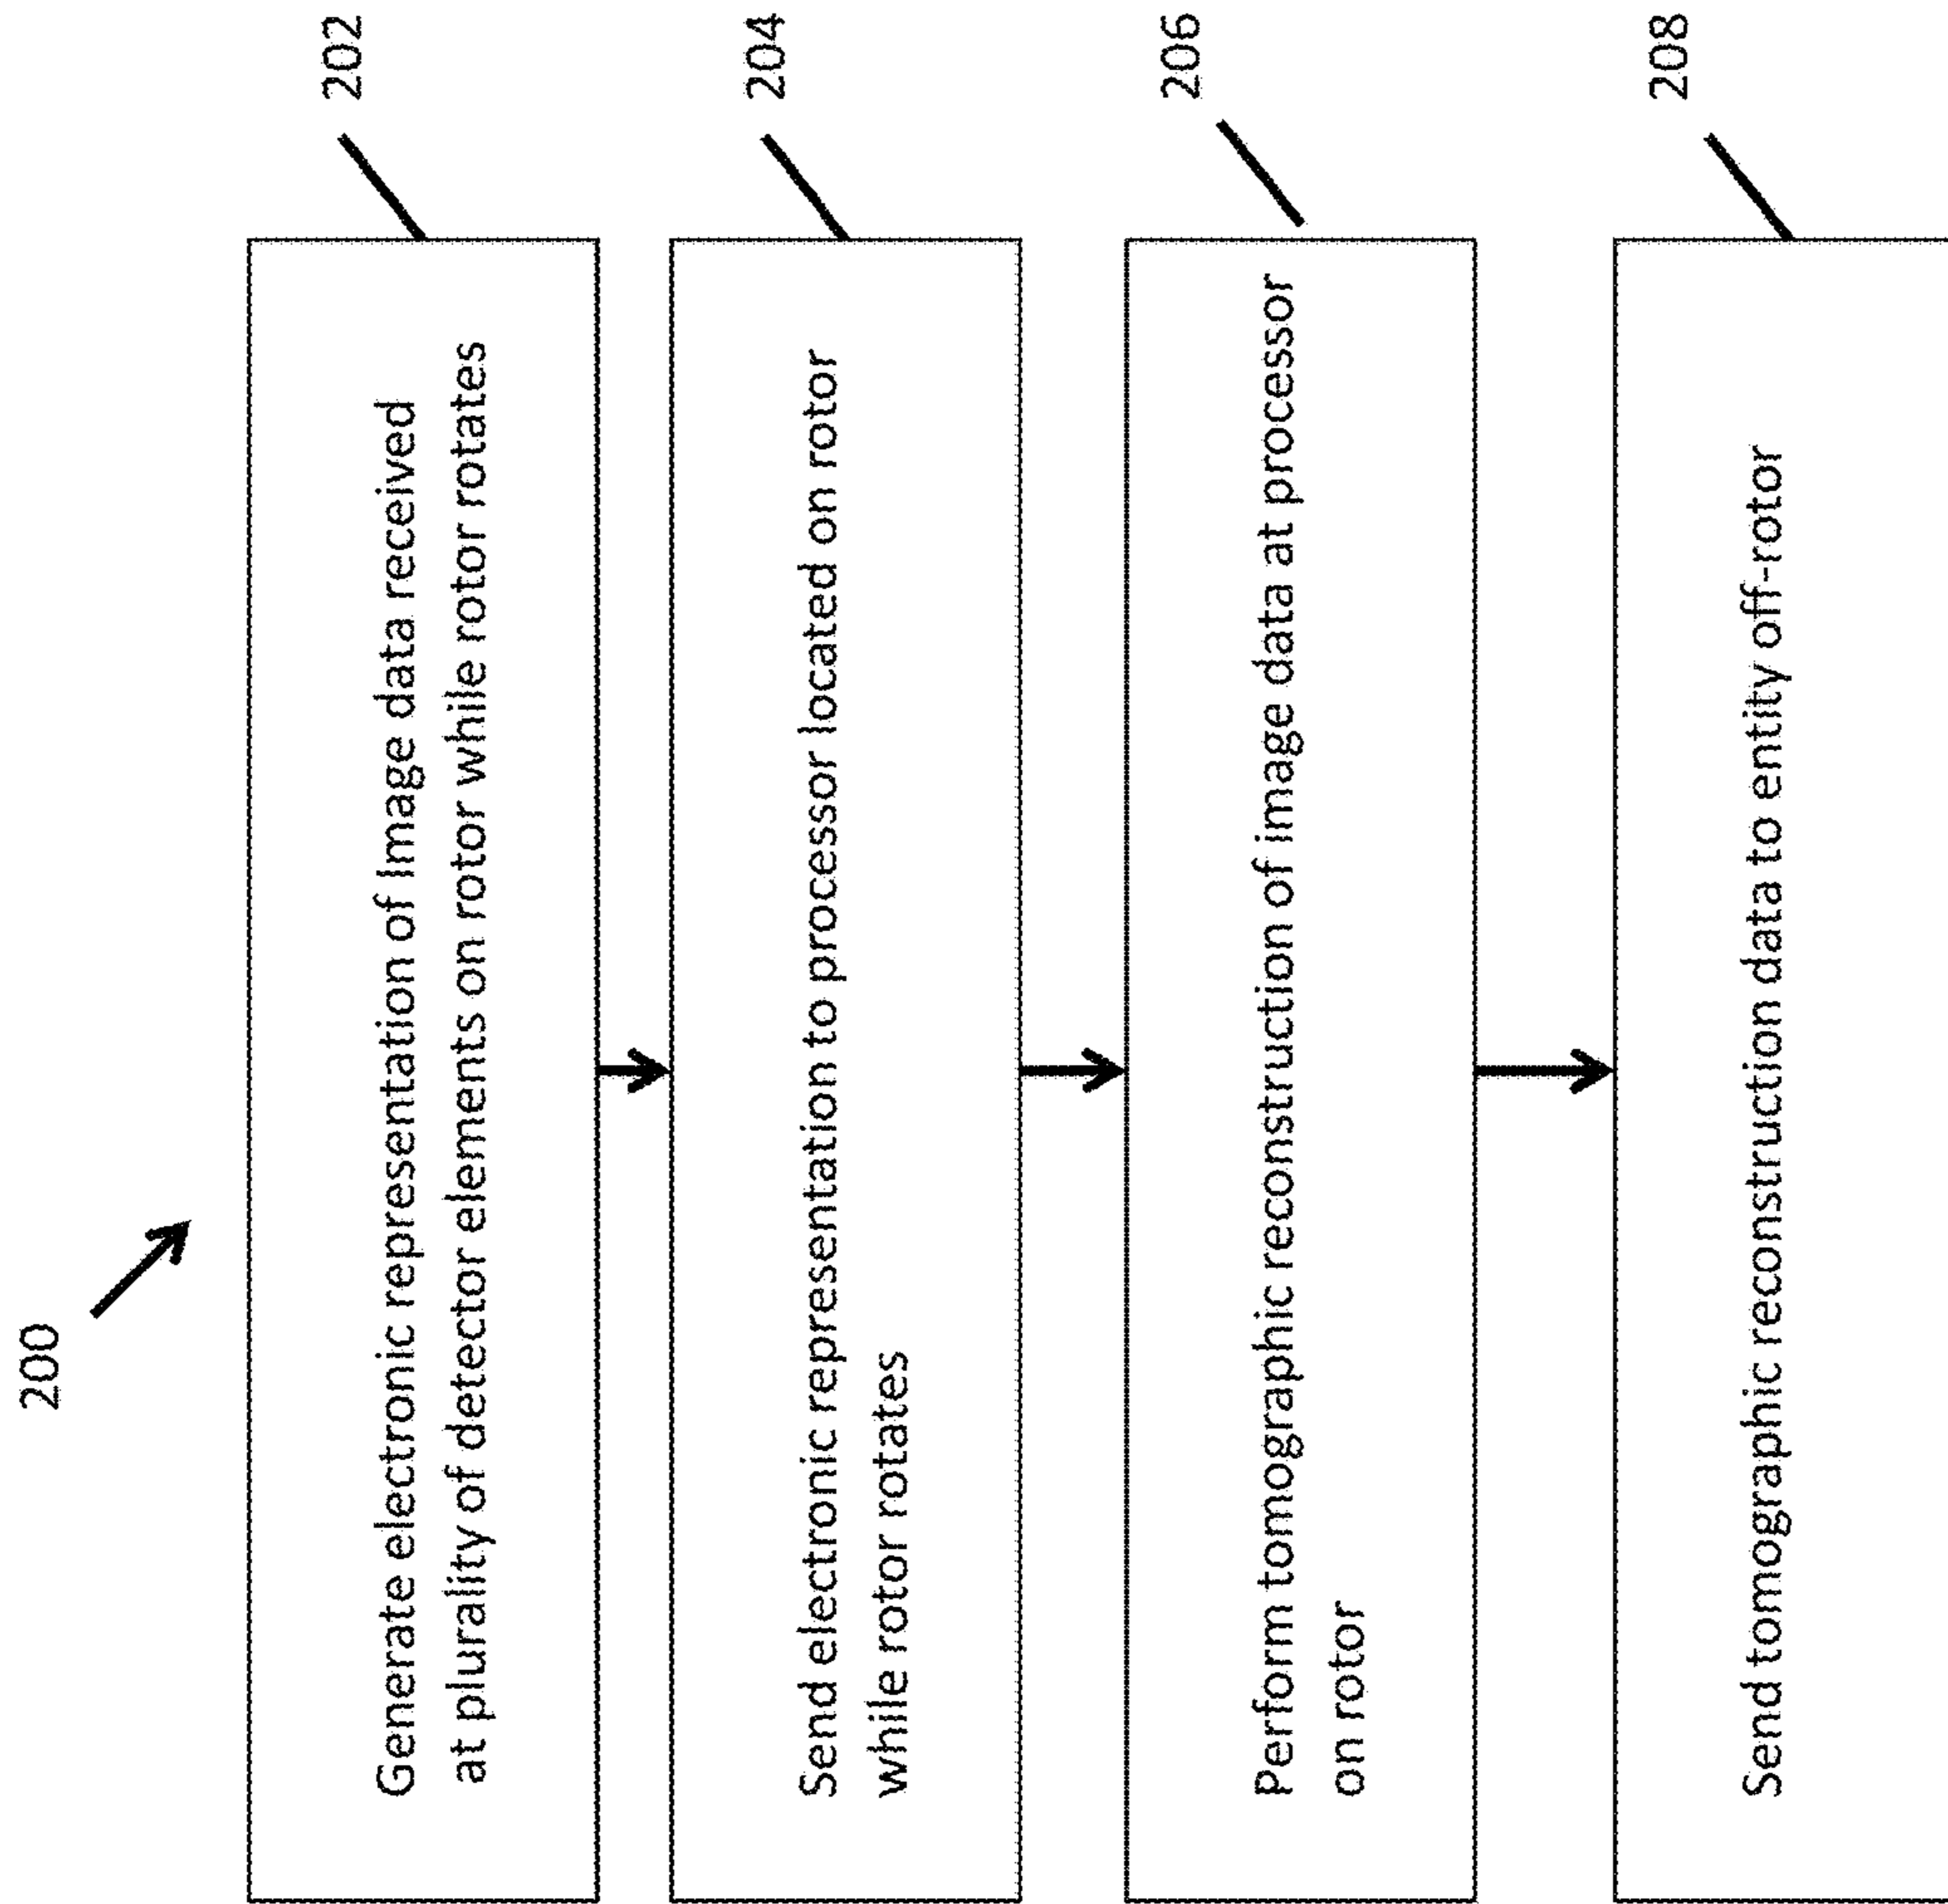 200
Generate electronic representation of image data received
at plurality of detector elements on rotor while rotor rotates
202
Send electronic representation to processor located on rotor
while rotor rotates
204
Perform tomographic reconstruction of image data at processor
on rotor
206
Send tomographic reconstruction data to entity off-rotor
208